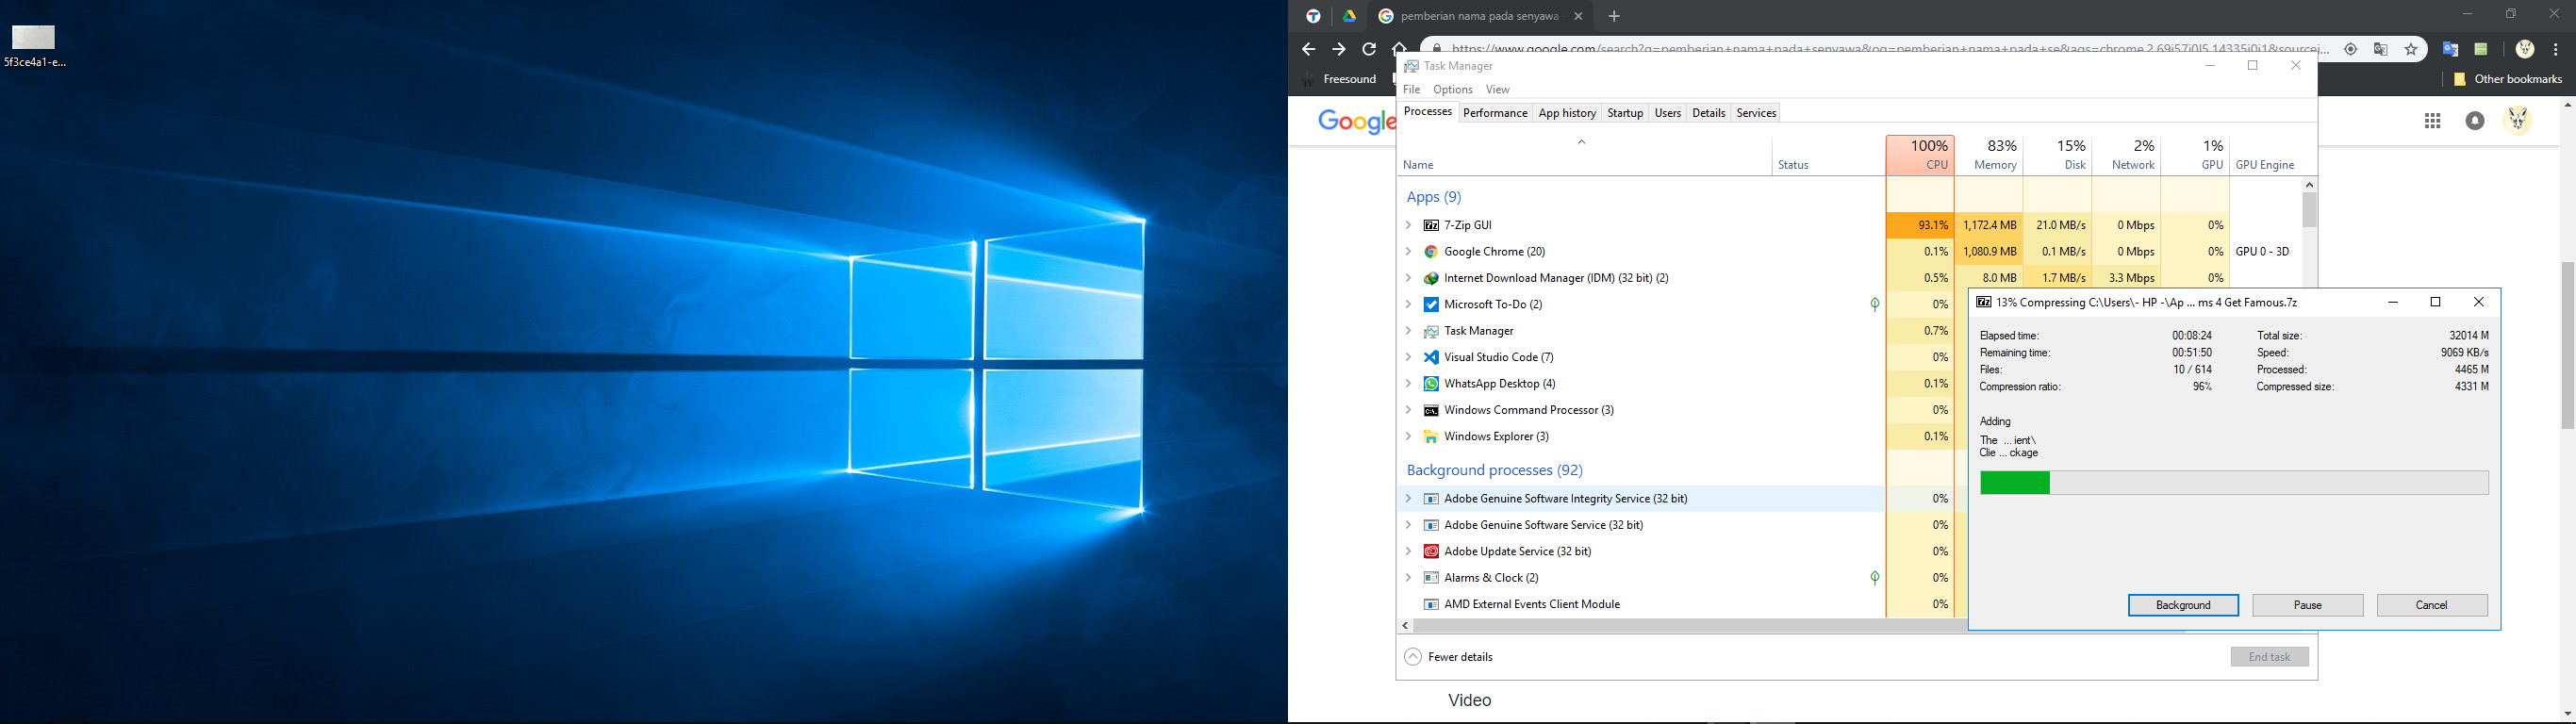 5f3ce4a1-e...
pemberian nama pada senyawa
https://www.google.com/search?q=pemberian+nama+pada+senyawa&oq=pemberian+nama+pada+se&aqs=chrome.2.69i57j0l5.14335j0j1&sourcei...
Freesound
Other bookmarks
Google
Task Manager
File Options View
Processes Performance App history Startup Users Details Services
100% 83% 15% 2% 1%
Name Status CPU Memory Disk Network GPU GPU Engine
Apps (9)
7-Zip GUI 93.1% 1,172.4 MB 21.0 MB/s 0 Mbps 0%
Google Chrome (20) 0.1% 1,080.9 MB 0.1 MB/s 0 Mbps 0% GPU 0 - 3D
Internet Download Manager (IDM) (32 bit) (2) 0.5% 8.0 MB 1.7 MB/s 3.3 Mbps 0%
Microsoft To-Do (2) 0%
Task Manager 0.7%
Visual Studio Code (7) 0%
WhatsApp Desktop (4) 0.1%
Windows Command Processor (3) 0%
Windows Explorer (3) 0.1%
Background processes (92)
Adobe Genuine Software Integrity Service (32 bit) 0%
Adobe Genuine Software Service (32 bit) 0%
Adobe Update Service (32 bit) 0%
Alarms & Clock (2) 0%
AMD External Events Client Module 0%
Fewer details
End task
13% Compressing C:\Users\- HP -\Ap ... ms 4 Get Famous.7z
Elapsed time: 00:08:24 Total size: 32014 M
Remaining time: 00:51:50 Speed: 9069 KB/s
Files: 10 / 614 Processed: 4465 M
Compression ratio: 96% Compressed size: 4331 M
Adding
The ... ient\
Clie ... ckage
Background Pause Cancel
Video